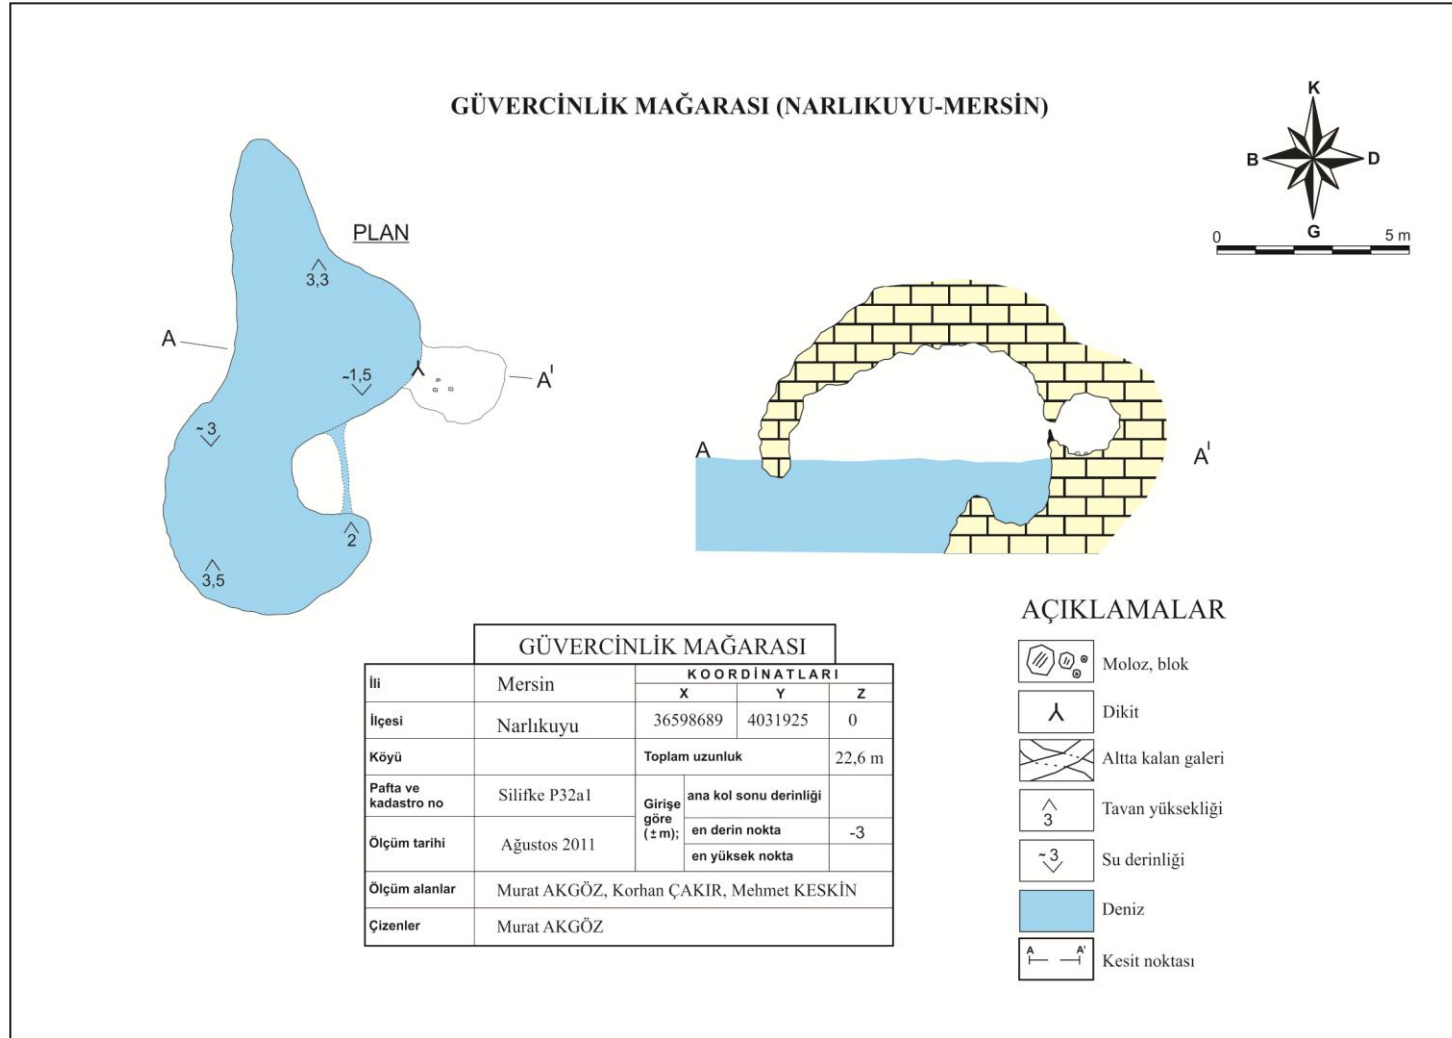 GÜVERCİNLİK MAĞARASI (NARLIKUYU-MERSİN)
K
B
D
G
0
5 m
PLAN
3,3
A
A'
~1,5
~3
2
3,5
A
A'
GÜVERCİNLİK MAĞARASI
İli
Mersin
KOORDİNATLARI
X
Y
Z
İlçesi
Narlıkuyu
36598689
4031925
0
Köyü
Toplam uzunluk
22,6 m
Pafta ve
kadastro no
Silifke P32a1
Girişe
göre
(±m);
ana kol sonu derinliği
en derin nokta
-3
en yüksek nokta
Ölçüm tarihi
Ağustos 2011
Ölçüm alanlar
Murat AKGÖZ, Korhan ÇAKIR, Mehmet KESKİN
Çizenler
Murat AKGÖZ
AÇIKLAMALAR
Moloz, blok
Dikit
Altta kalan galeri
3
Tavan yüksekliği
~3
Su derinliği
Deniz
A
A'
Kesit noktası